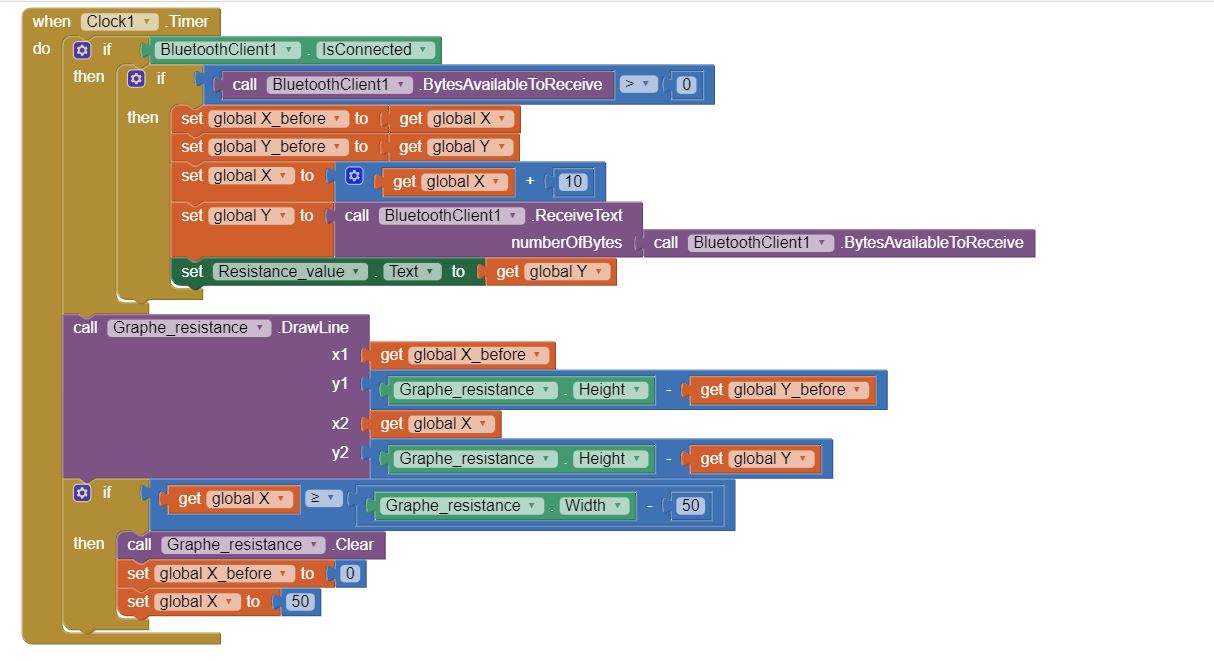 when Clock1 .Timer
do if BluetoothClient1 . IsConnected
then if call BluetoothClient1 .BytesAvailableToReceive > 0
then set global X_before to get global X
set global Y_before to get global Y
set global X to get global X + 10
set global Y to call BluetoothClient1 .ReceiveText
numberOfBytes call BluetoothClient1 .BytesAvailableToReceive
set Resistance_value . Text to get global Y
call Graphe_resistance .DrawLine
x1 get global X_before
y1 Graphe_resistance . Height - get global Y_before
x2 get global X
y2 Graphe_resistance . Height - get global Y
if get global X ≥ Graphe_resistance . Width - 50
then call Graphe_resistance .Clear
set global X_before to 0
set global X to 50